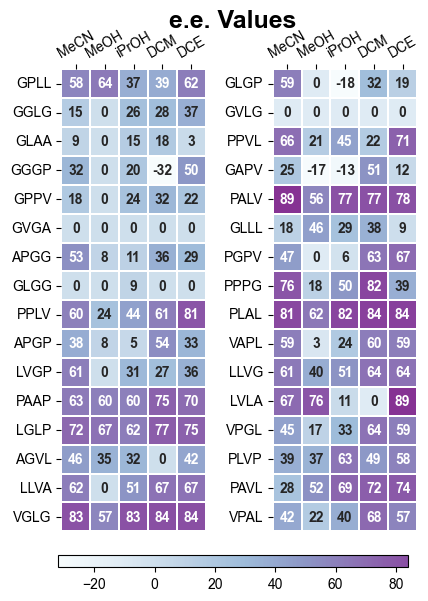 e.e. Values
MeCN MeOH iPrOH DCM DCE MeCN MeOH iPrOH DCM DCE
GPLL 58 64 37 39 62 GLGP 59 0 -18 32 19
GGLG 15 0 26 28 37 GVLG 0 0 0 0 0
GLAA 9 0 15 18 3 PPVL 66 21 45 22 71
GGGP 32 0 20 -32 50 GAPV 25 -17 -13 51 12
GPPV 18 0 24 32 22 PALV 89 56 77 77 78
GVGA 0 0 0 0 0 GLLL 18 46 29 38 9
APGG 53 8 11 36 29 PGPV 47 0 6 63 67
GLGG 0 0 9 0 0 PPPG 76 18 50 82 39
PPLV 60 24 44 61 81 PLAL 81 62 82 84 84
APGP 38 8 5 54 33 VAPL 59 3 24 60 59
LVGP 61 0 31 27 36 LLVG 61 40 51 64 64
PAAP 63 60 60 75 70 LVLA 67 76 11 0 89
LGLP 72 67 62 77 75 VPGL 45 17 33 64 59
AGVL 46 35 32 0 42 PLVP 39 37 63 49 58
LLVA 62 0 51 67 67 PAVL 28 52 69 72 74
VGLG 83 57 83 84 84 VPAL 42 22 40 68 57
−20 0 20 40 60 80